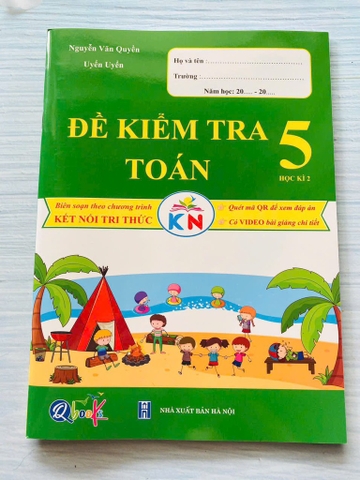 Nguyễn Văn Quyền
Uyển Uyển
Họ và tên :
Trường :
Năm học: 20..... - 20.....
ĐỀ KIỂM TRA
TOÁN
5
HỌC KÌ 2
Biên soạn theo chương trình
KẾT NỐI TRI THỨC
KN
Quét mã QR để xem đáp án
Có VIDEO bài giảng chi tiết
Qbooks
NHÀ XUẤT BẢN HÀ NỘI